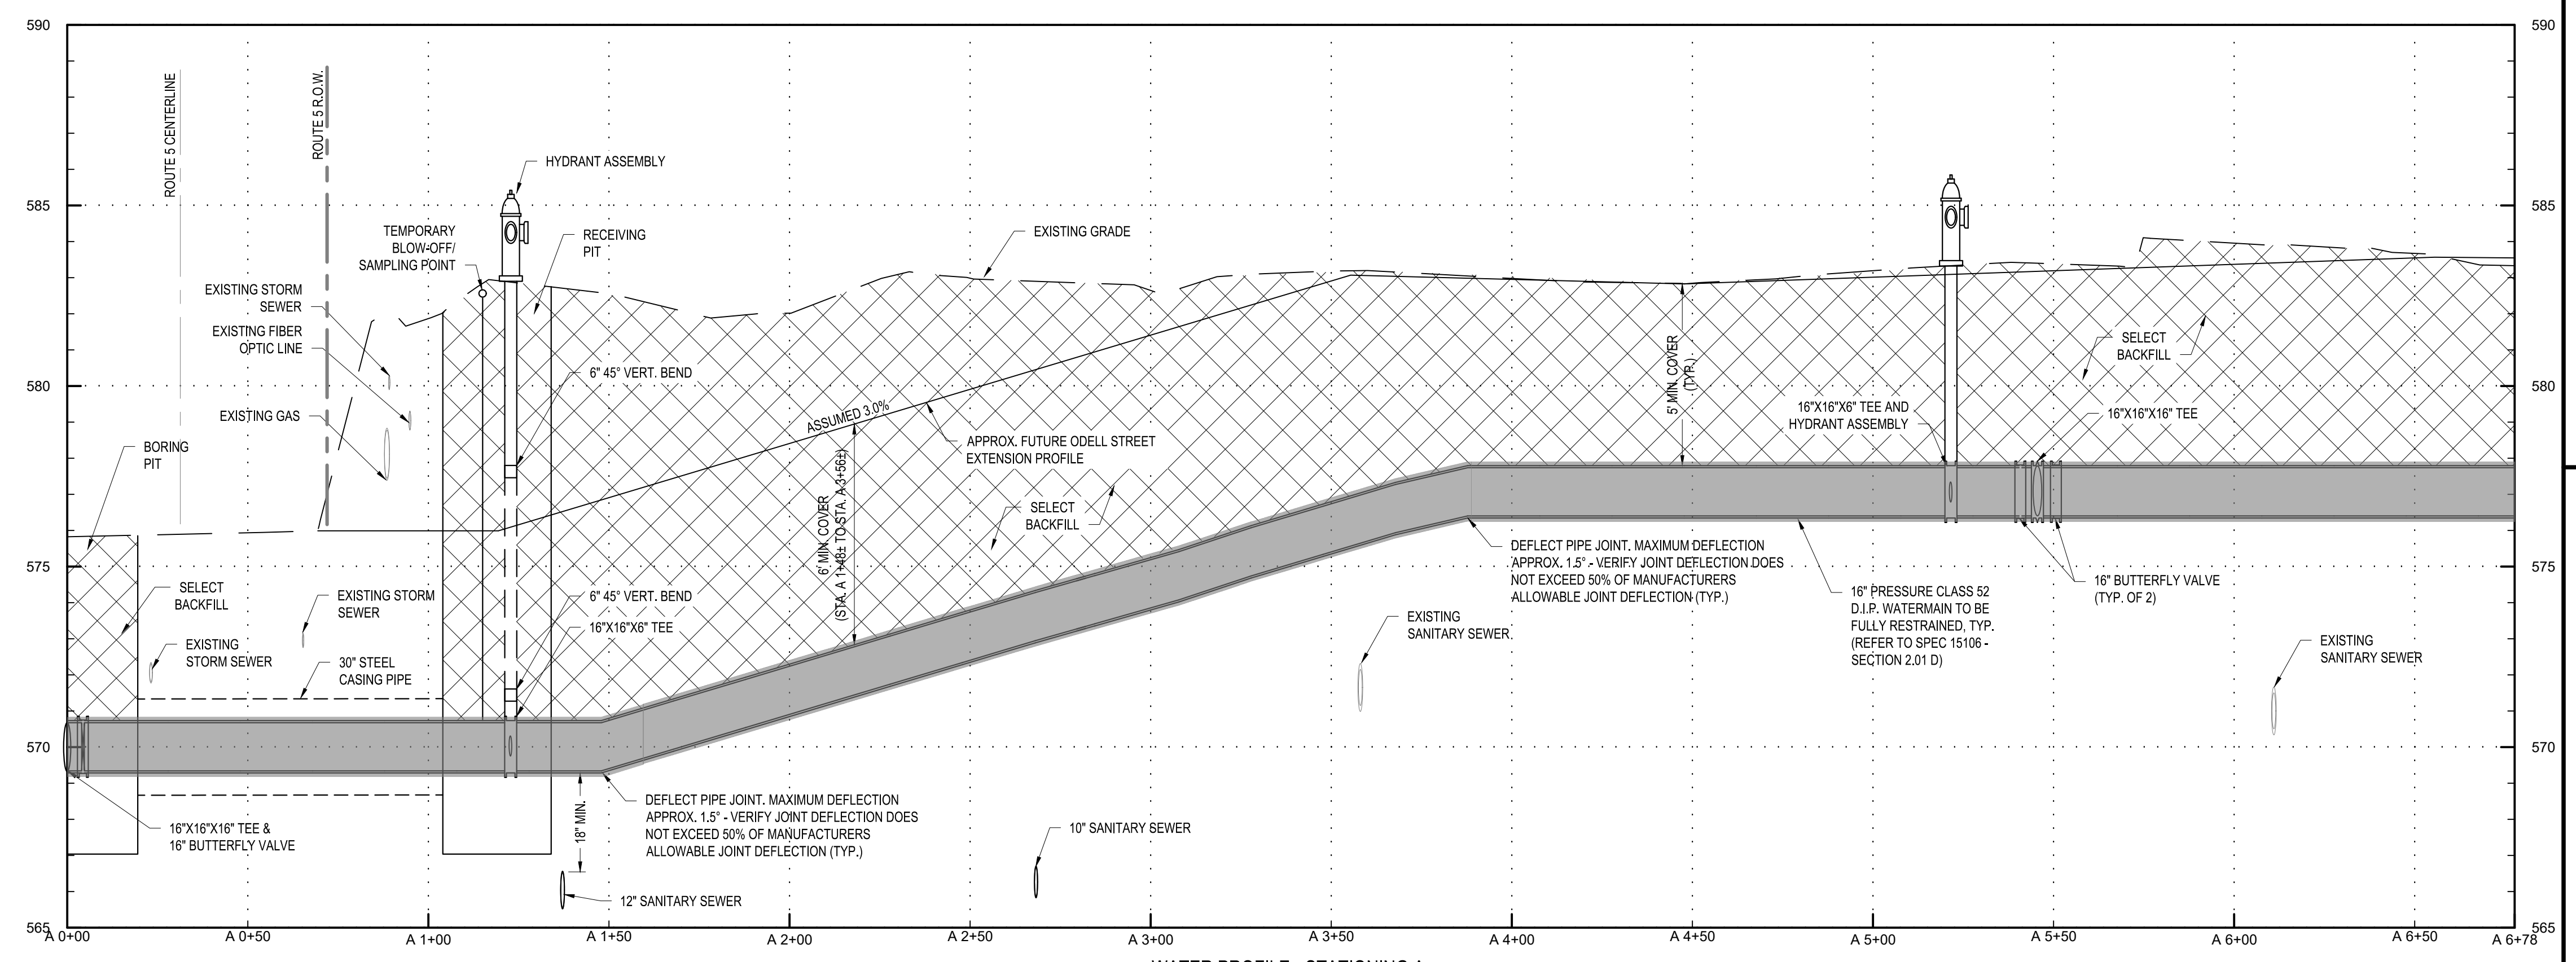 590
590
ROUTE 5 CENTERLINE
ROUTE 5 R.O.W.
HYDRANT ASSEMBLY
585
585
TEMPORARY
BLOW-OFF/
SAMPLING POINT
RECEIVING
PIT
EXISTING GRADE
EXISTING STORM
SEWER
EXISTING FIBER
OPTIC LINE
EXISTING GAS
BORING
PIT
6" 45° VERT. BEND
580
580
ASSUMED 3.0%
APPROX. FUTURE ODELL STREET
EXTENSION PROFILE
6' MIN. COVER
(STA. A 1+48± TO STA. A 3+56±)
SELECT
BACKFILL
5' MIN. COVER
(TYP.)
SELECT
BACKFILL
16"X16"X6" TEE AND
HYDRANT ASSEMBLY
16"X16"X16" TEE
575
575
SELECT
BACKFILL
EXISTING STORM
SEWER
EXISTING
STORM SEWER
30" STEEL
CASING PIPE
6" 45° VERT. BEND
16"X16"X6" TEE
DEFLECT PIPE JOINT. MAXIMUM DEFLECTION
APPROX. 1.5° - VERIFY JOINT DEFLECTION DOES
NOT EXCEED 50% OF MANUFACTURERS
ALLOWABLE JOINT DEFLECTION (TYP.)
EXISTING
SANITARY SEWER
16" PRESSURE CLASS 52
D.I.P. WATERMAIN TO BE
FULLY RESTRAINED, TYP.
(REFER TO SPEC 15106 -
SECTION 2.01 D)
16" BUTTERFLY VALVE
(TYP. OF 2)
EXISTING
SANITARY SEWER
570
570
16"X16"X16" TEE &
16" BUTTERFLY VALVE
18" MIN.
DEFLECT PIPE JOINT. MAXIMUM DEFLECTION
APPROX. 1.5° - VERIFY JOINT DEFLECTION DOES
NOT EXCEED 50% OF MANUFACTURERS
ALLOWABLE JOINT DEFLECTION (TYP.)
10" SANITARY SEWER
12" SANITARY SEWER
565
565
A 0+00
A 0+50
A 1+00
A 1+50
A 2+00
A 2+50
A 3+00
A 3+50
A 4+00
A 4+50
A 5+00
A 5+50
A 6+00
A 6+50
A 6+78
WATER PROFILE - STATIONING A